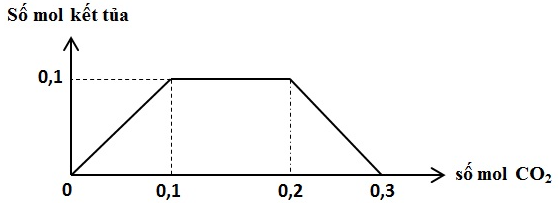 Số mol kết tủa
0,1
số mol CO₂
0
0,1
0,2
0,3